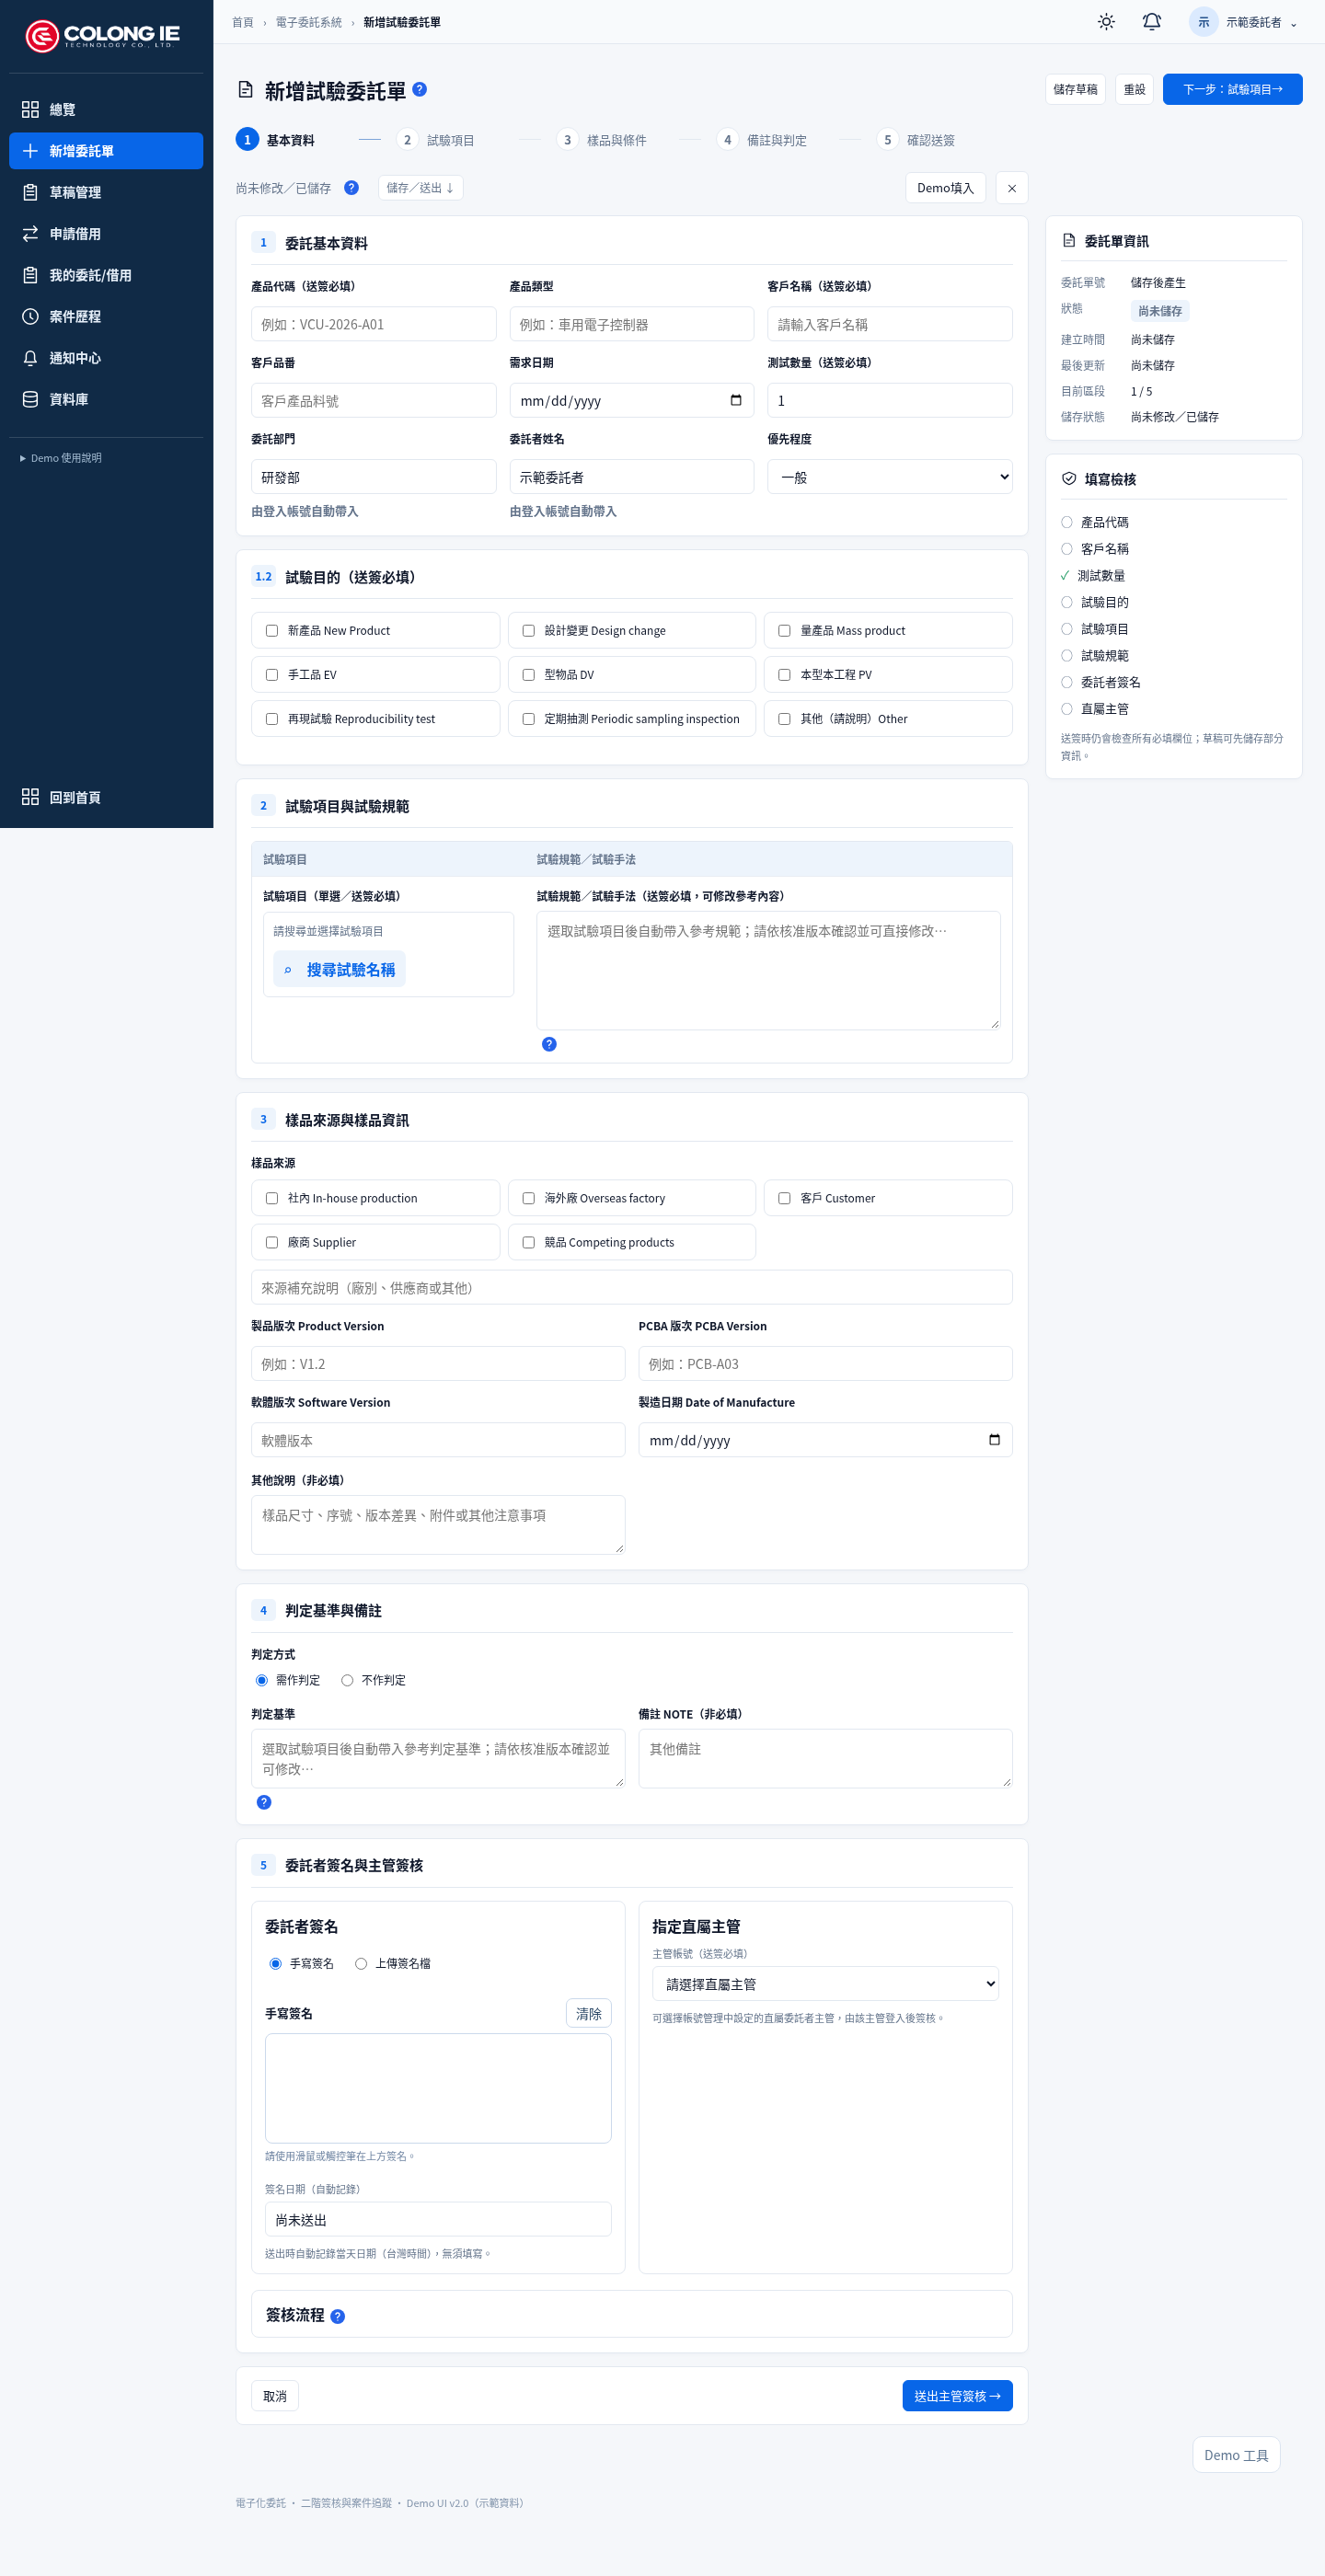 COLONG IE
TECHNOLOGY CO., LTD.
總覽
新增委託單
草稿管理
申請借用
我的委託/借用
案件歷程
通知中心
資料庫
Demo 使用說明
回到首頁
首頁 › 電子委託系統 › 新增試驗委託單
示 示範委託者
新增試驗委託單 ?
儲存草稿 重設 下一步：試驗項目→
1 基本資料 2 試驗項目 3 樣品與條件 4 備註與判定 5 確認送簽
尚未修改／已儲存 ? 儲存／送出 ↓ Demo填入 ×
1 委託基本資料
產品代碼（送簽必填） 產品類型 客戶名稱（送簽必填）
例如：VCU-2026-A01 例如：車用電子控制器 請輸入客戶名稱
客戶品番 需求日期 測試數量（送簽必填）
客戶產品料號 mm/dd/yyyy 1
委託部門 委託者姓名 優先程度
研發部 示範委託者 一般
由登入帳號自動帶入 由登入帳號自動帶入
1.2 試驗目的（送簽必填）
新產品 New Product 設計變更 Design change 量產品 Mass product
手工品 EV 型物品 DV 本型本工程 PV
再現試驗 Reproducibility test 定期抽測 Periodic sampling inspection 其他（請說明）Other
2 試驗項目與試驗規範
試驗項目 試驗規範／試驗手法
試驗項目（單選／送簽必填） 試驗規範／試驗手法（送簽必填，可修改參考內容）
請搜尋並選擇試驗項目
搜尋試驗名稱
選取試驗項目後自動帶入參考規範；請依核准版本確認並可直接修改…
?
3 樣品來源與樣品資訊
樣品來源
社內 In-house production 海外廠 Overseas factory 客戶 Customer
廠商 Supplier 競品 Competing products
來源補充說明（廠別、供應商或其他）
製品版次 Product Version PCBA 版次 PCBA Version
例如：V1.2 例如：PCB-A03
軟體版次 Software Version 製造日期 Date of Manufacture
軟體版本 mm/dd/yyyy
其他說明（非必填）
樣品尺寸、序號、版本差異、附件或其他注意事項
4 判定基準與備註
判定方式
需作判定 不作判定
判定基準 備註 NOTE（非必填）
選取試驗項目後自動帶入參考判定基準；請依核准版本確認並
可修改…
其他備註
?
5 委託者簽名與主管簽核
委託者簽名
手寫簽名 上傳簽名檔
手寫簽名 清除
請使用滑鼠或觸控筆在上方簽名。
簽名日期（自動記錄）
尚未送出
送出時自動記錄當天日期（台灣時間），無須填寫。
指定直屬主管
主管帳號（送簽必填）
請選擇直屬主管
可選擇帳號管理中設定的直屬委託者主管，由該主管登入後簽核。
簽核流程 ?
取消 送出主管簽核 →
委託單資訊
委託單號 儲存後產生
狀態 尚未儲存
建立時間 尚未儲存
最後更新 尚未儲存
目前區段 1 / 5
儲存狀態 尚未修改／已儲存
填寫檢核
產品代碼
客戶名稱
✓ 測試數量
試驗目的
試驗項目
試驗規範
委託者簽名
直屬主管
送簽時仍會檢查所有必填欄位；草稿可先儲存部分
資訊。
Demo 工具
電子化委託 · 二階簽核與案件追蹤 · Demo UI v2.0（示範資料）